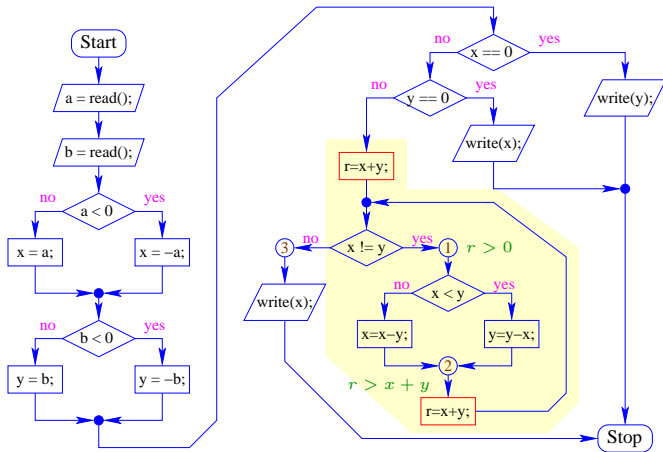 Start
a = read();
b = read();
no
a < 0
yes
x = a;
x = −a;
no
b < 0
yes
y = b;
y = −b;
no
x == 0
yes
no
y == 0
yes
write(y);
write(x);
r=x+y;
3
no
x != y
yes
1
r > 0
write(x);
no
x < y
yes
x=x−y;
y=y−x;
2
r > x + y
r=x+y;
Stop